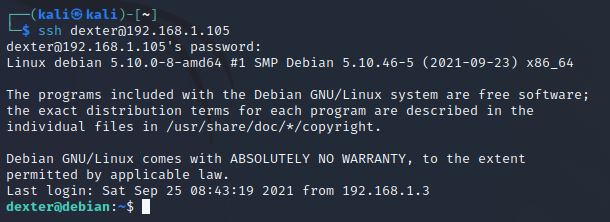 ┌──(kali㉿kali)-[~]
└─$ ssh dexter@192.168.1.105
dexter@192.168.1.105's password:
Linux debian 5.10.0-8-amd64 #1 SMP Debian 5.10.46-5 (2021-09-23) x86_64

The programs included with the Debian GNU/Linux system are free software;
the exact distribution terms for each program are described in the
individual files in /usr/share/doc/*/copyright.

Debian GNU/Linux comes with ABSOLUTELY NO WARRANTY, to the extent
permitted by applicable law.
Last login: Sat Sep 25 08:43:19 2021 from 192.168.1.3
dexter@debian:~$